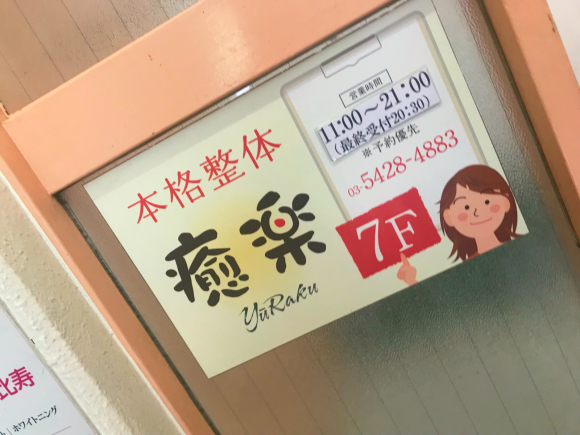 本格整体
癒楽
YūRaku
営業時間
11:00～21:00
(最終受付20:30)
※予約優先
03-5428-4883
7F
比寿
ホワイトニング